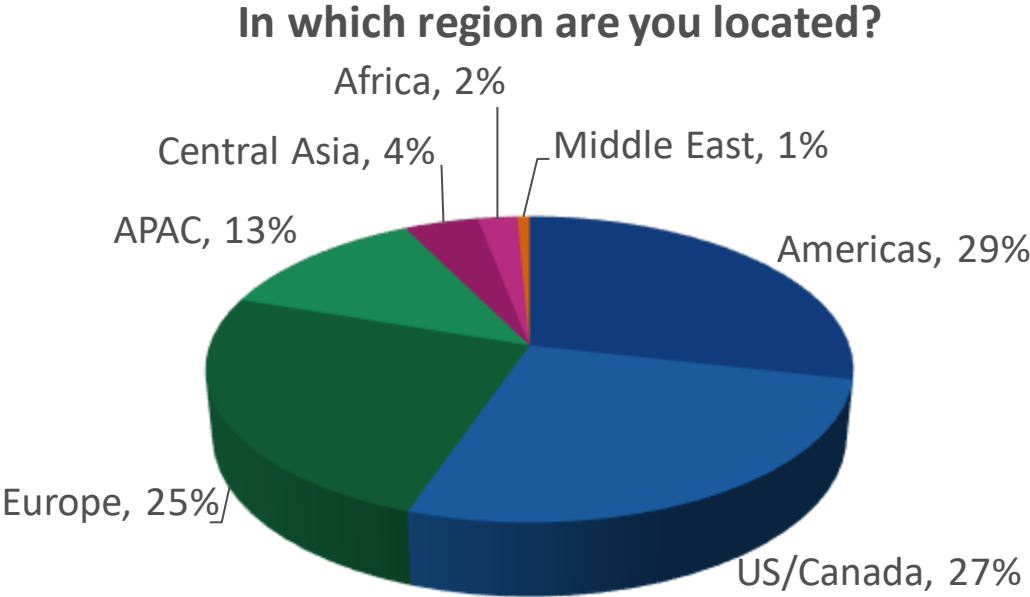 In which region are you located?
Africa, 2%
Central Asia, 4%
Middle East, 1%
APAC, 13%
Americas, 29%
Europe, 25%
US/Canada, 27%